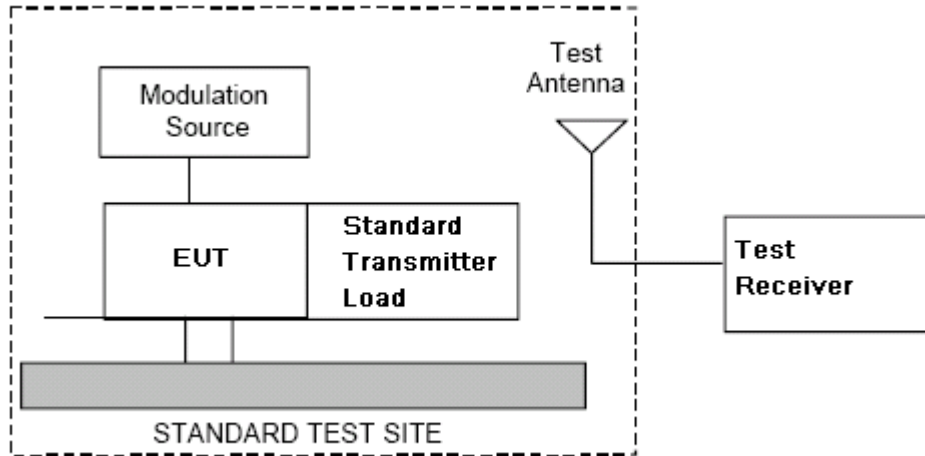 Test
Antenna
Modulation
Source
EUT
Standard
Transmitter
Load
Test
Receiver
STANDARD TEST SITE